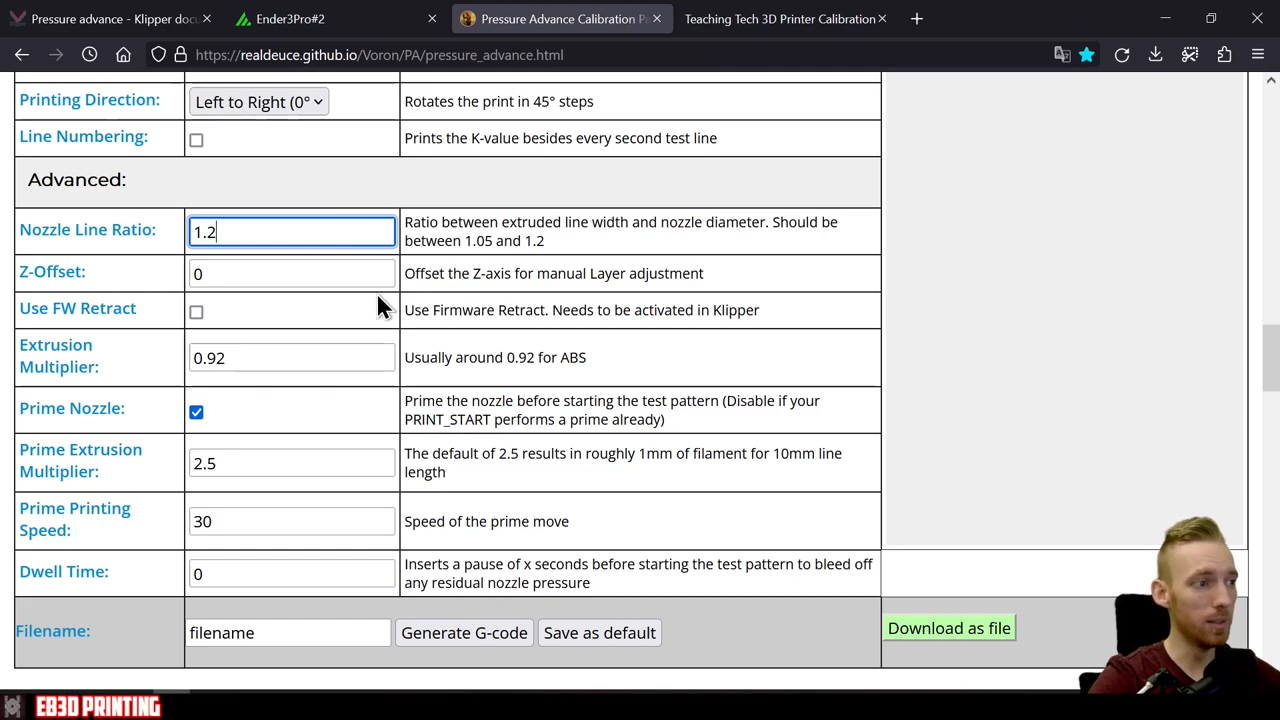 Pressure advance - Klipper docu
Ender3Pro#2
Pressure Advance Calibration Pa
Teaching Tech 3D Printer Calibration
https://realdeuce.github.io/Voron/PA/pressure_advance.html
Printing Direction:
Left to Right (0°
Rotates the print in 45° steps
Line Numbering:
Prints the K-value besides every second test line
Advanced:
Nozzle Line Ratio:
1.2
Ratio between extruded line width and nozzle diameter. Should be
between 1.05 and 1.2
Z-Offset:
0
Offset the Z-axis for manual Layer adjustment
Use FW Retract
Use Firmware Retract. Needs to be activated in Klipper
Extrusion
Multiplier:
0.92
Usually around 0.92 for ABS
Prime Nozzle:
Prime the nozzle before starting the test pattern (Disable if your
PRINT_START performs a prime already)
Prime Extrusion
Multiplier:
2.5
The default of 2.5 results in roughly 1mm of filament for 10mm line
length
Prime Printing
Speed:
30
Speed of the prime move
Dwell Time:
0
Inserts a pause of x seconds before starting the test pattern to bleed off
any residual nozzle pressure
Filename:
filename
Generate G-code
Save as default
Download as file
EB3D PRINTING